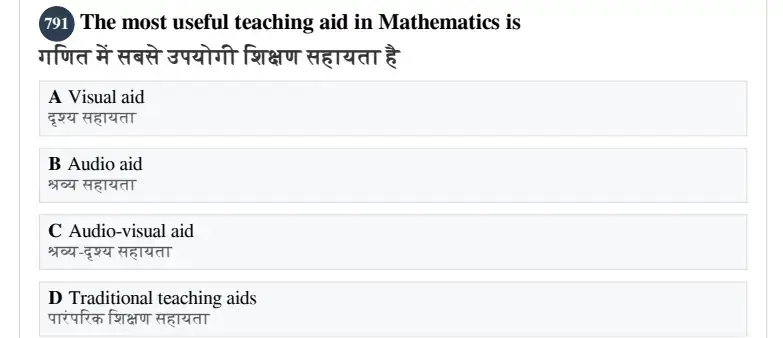 791 The most useful teaching aid in Mathematics is
गणित में सबसे उपयोगी शिक्षण सहायता है
A Visual aid
दृश्य सहायता
B Audio aid
श्रव्य सहायता
C Audio-visual aid
श्रव्य-दृश्य सहायता
D Traditional teaching aids
पारंपरिक शिक्षण सहायता